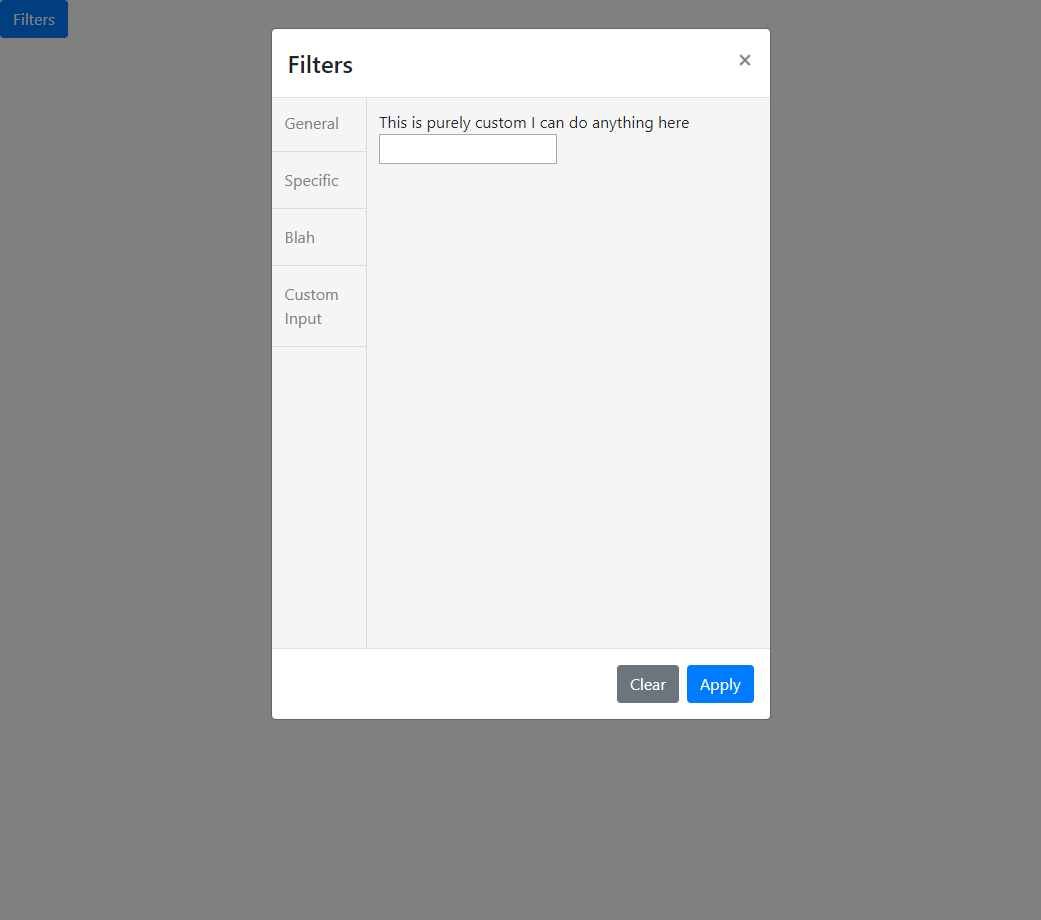 Filters
Filters ×
General
This is purely custom I can do anything here
Specific
Blah
Custom
Input
Clear Apply